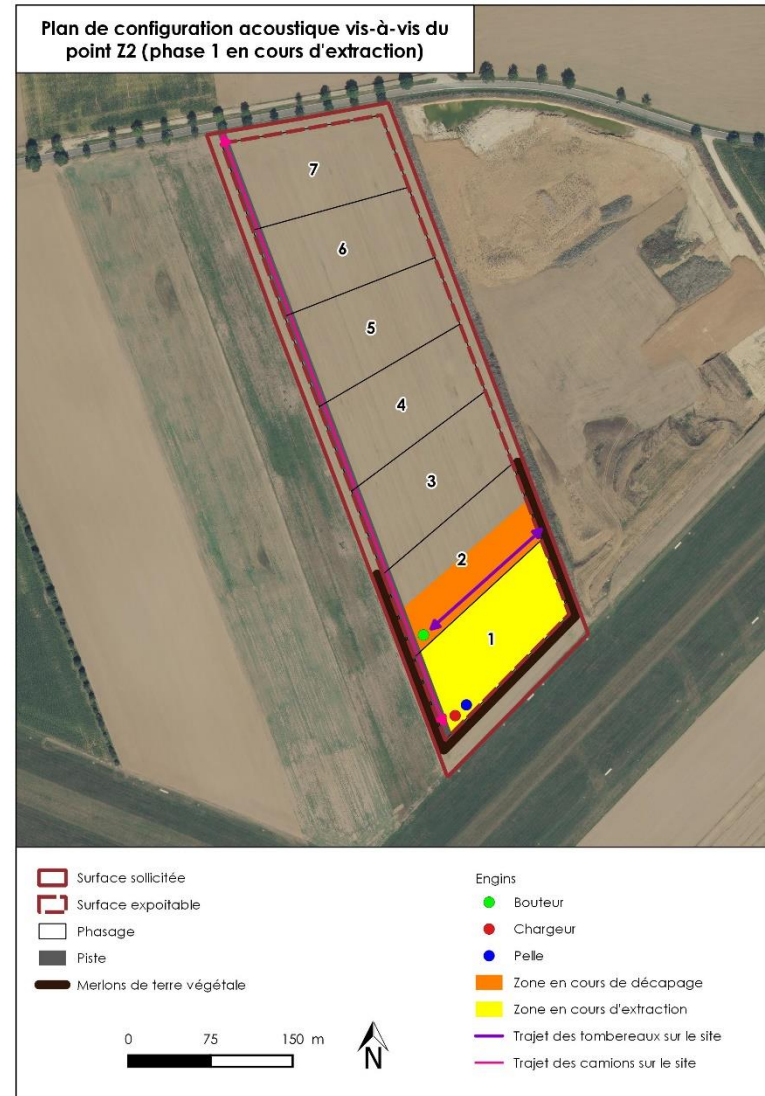 Plan de configuration acoustique vis-à-vis du
point Z2 (phase 1 en cours d'extraction)
7
6
5
4
3
2
1
Surface sollicitée
Surface expoitable
Phasage
Piste
Merlons de terre végétale
0 75 150 m
N
Engins
Bouteur
Chargeur
Pelle
Zone en cours de décapage
Zone en cours d'extraction
Trajet des tombereaux sur le site
Trajet des camions sur le site